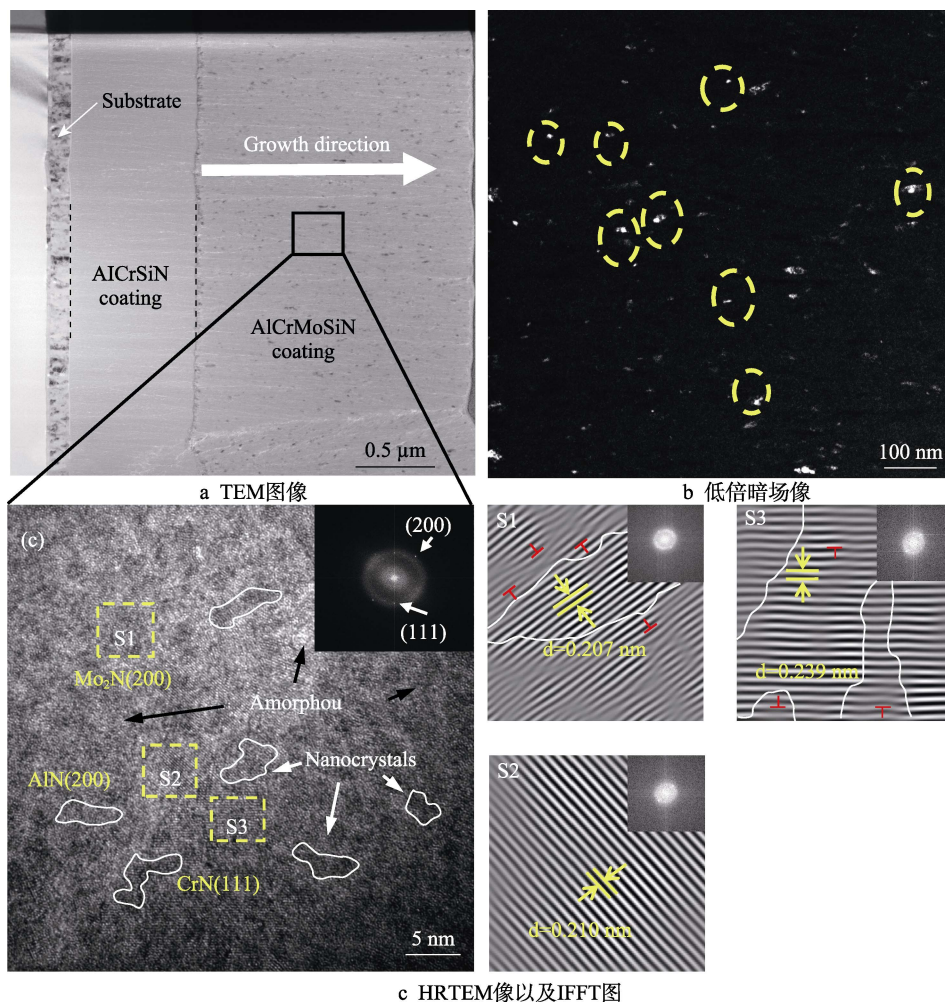 Substrate
Growth direction
AlCrSiN
coating
AlCrMoSiN
coating
0.5 μm
a TEM图像
100 nm
b 低倍暗场像
(c)
(200)
(111)
S1
Mo₂N(200)
Amorphou
Nanocrystals
AlN(200)
S2
S3
CrN(111)
5 nm
S1
d=0.207 nm
S3
d=0.239 nm
S2
d=0.210 nm
c HRTEM像以及IFFT图